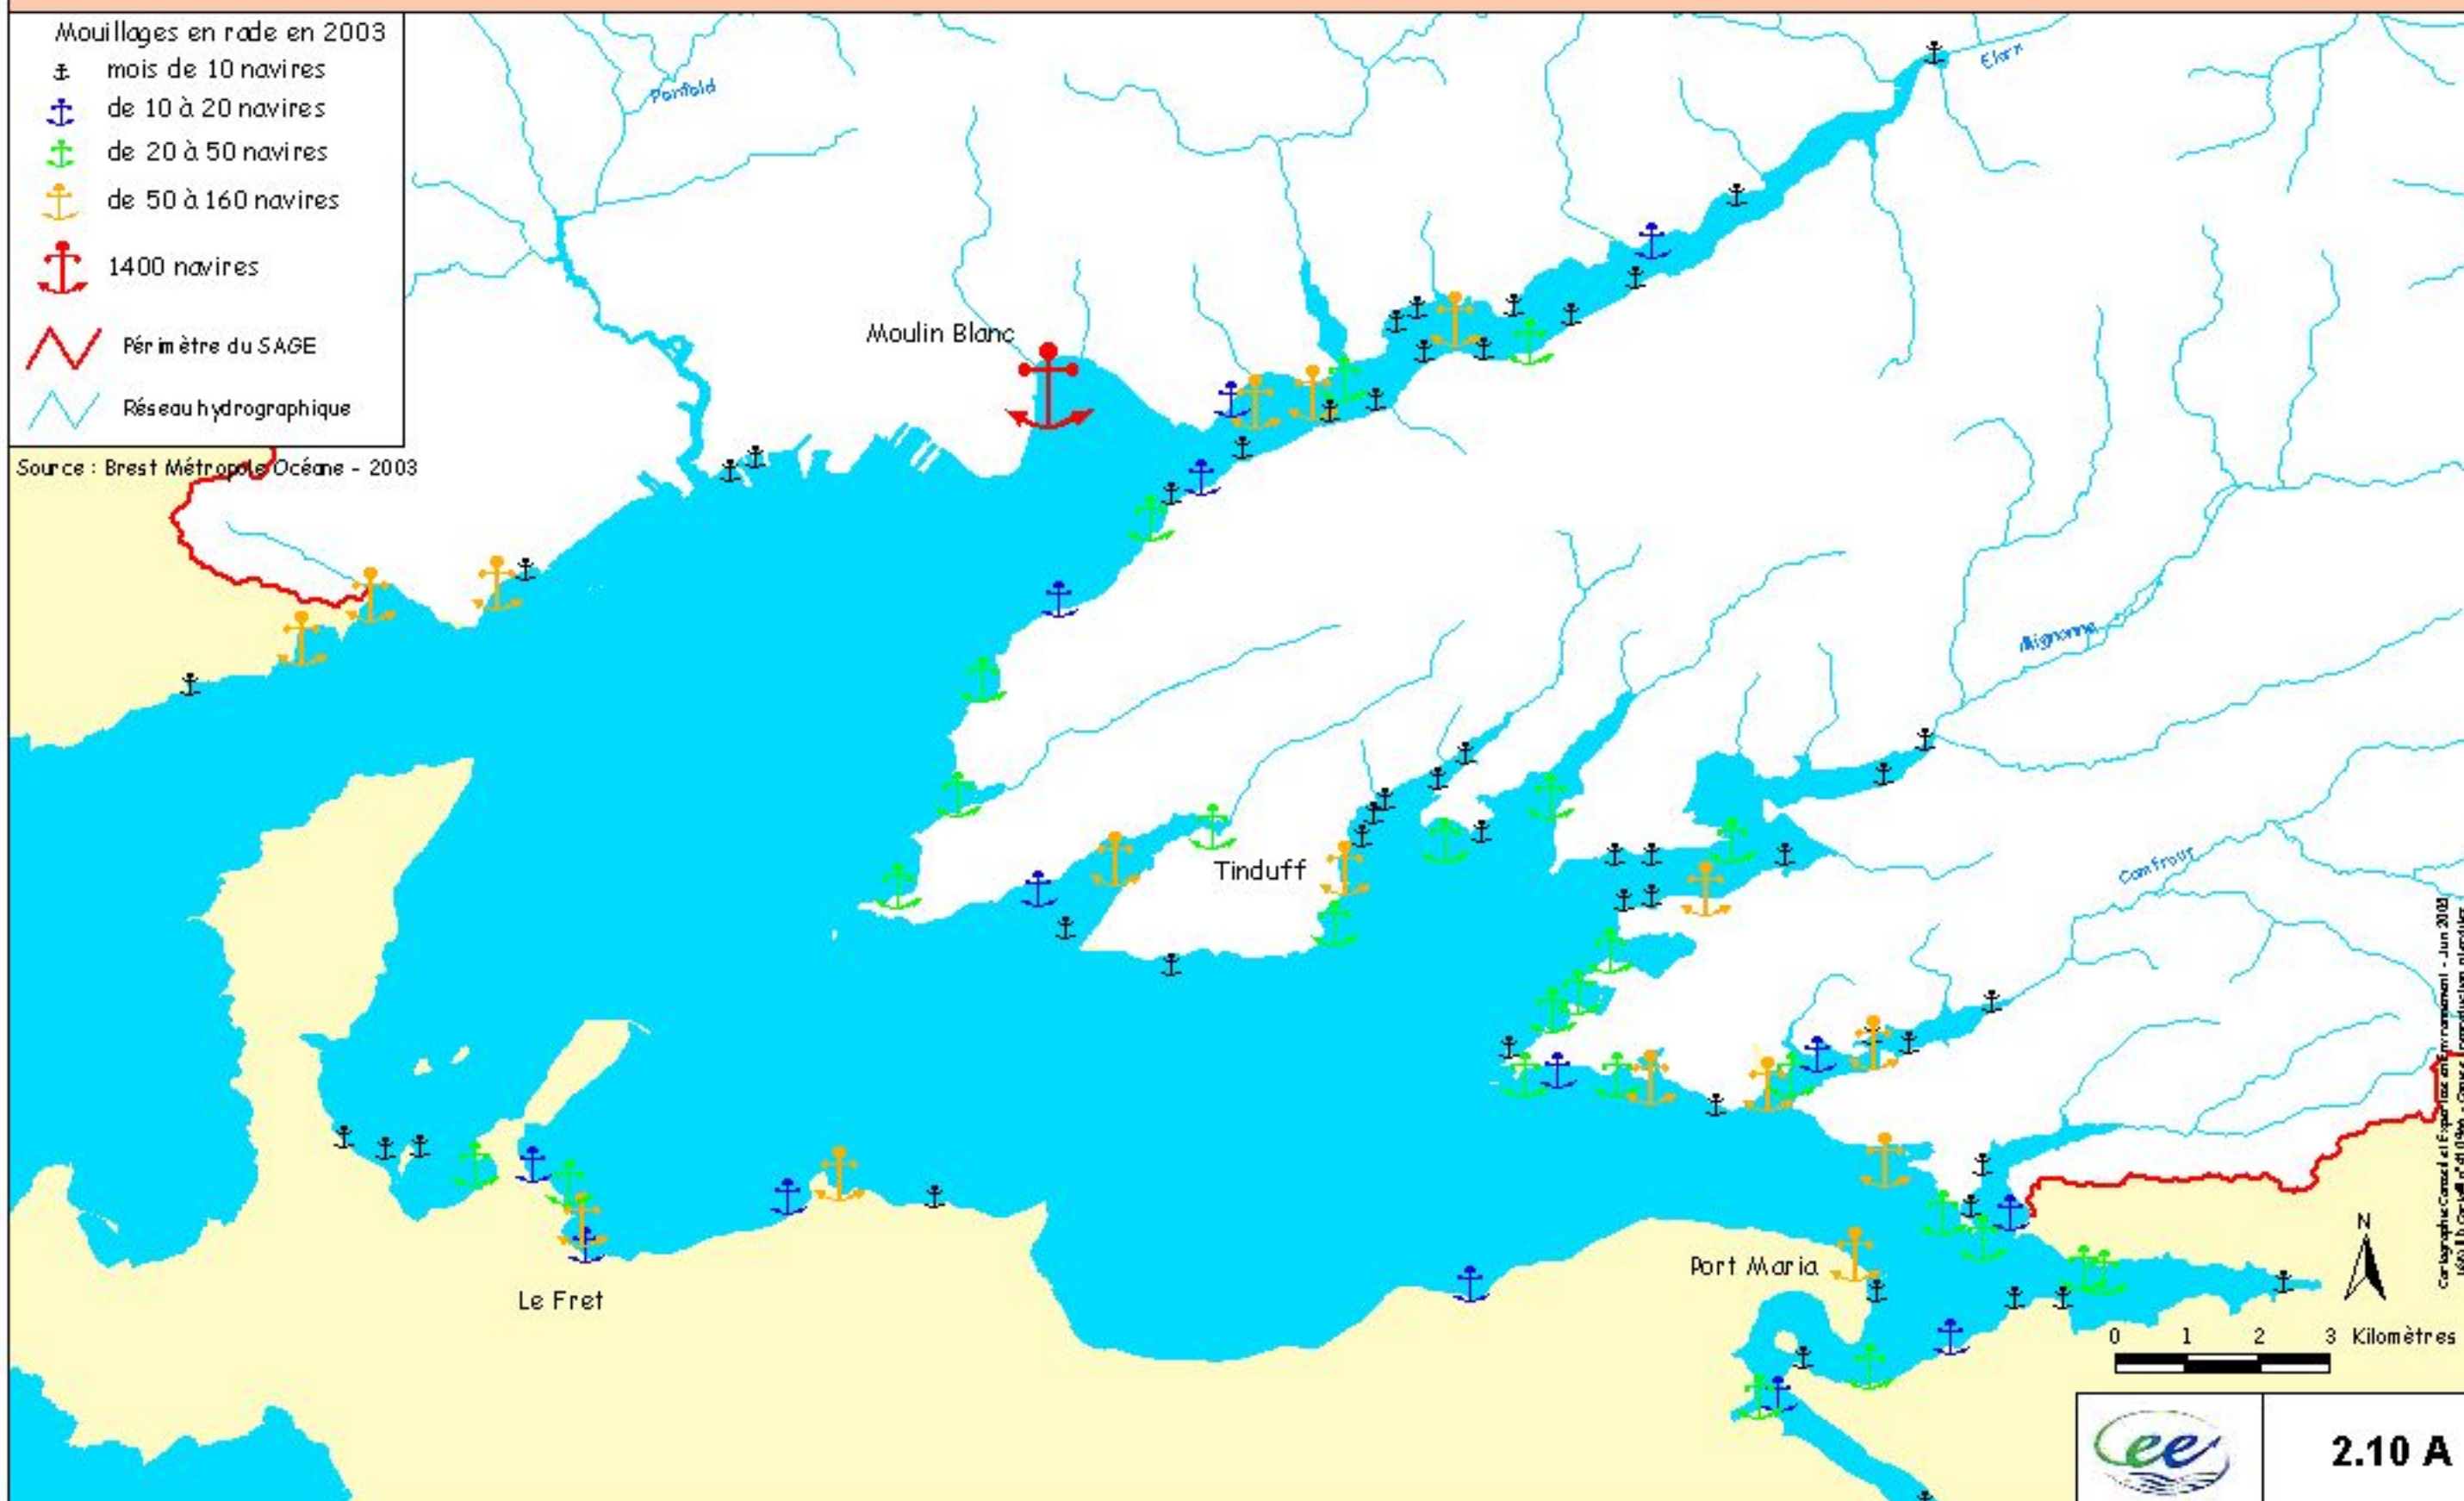 Mouillages en rade en 2003
mois de 10 navires
de 10 à 20 navires
de 20 à 50 navires
de 50 à 160 navires
1400 navires
Périmètre du SAGE
Réseau hydrographique
Source : Brest Métropole Océane - 2003
Penfeld
Elorn
Moulin Blanc
Mignonne
Tinduff
Camfrout
Le Fret
Port Maria
N
0 1 2 3 Kilomètres
ee
2.10 A